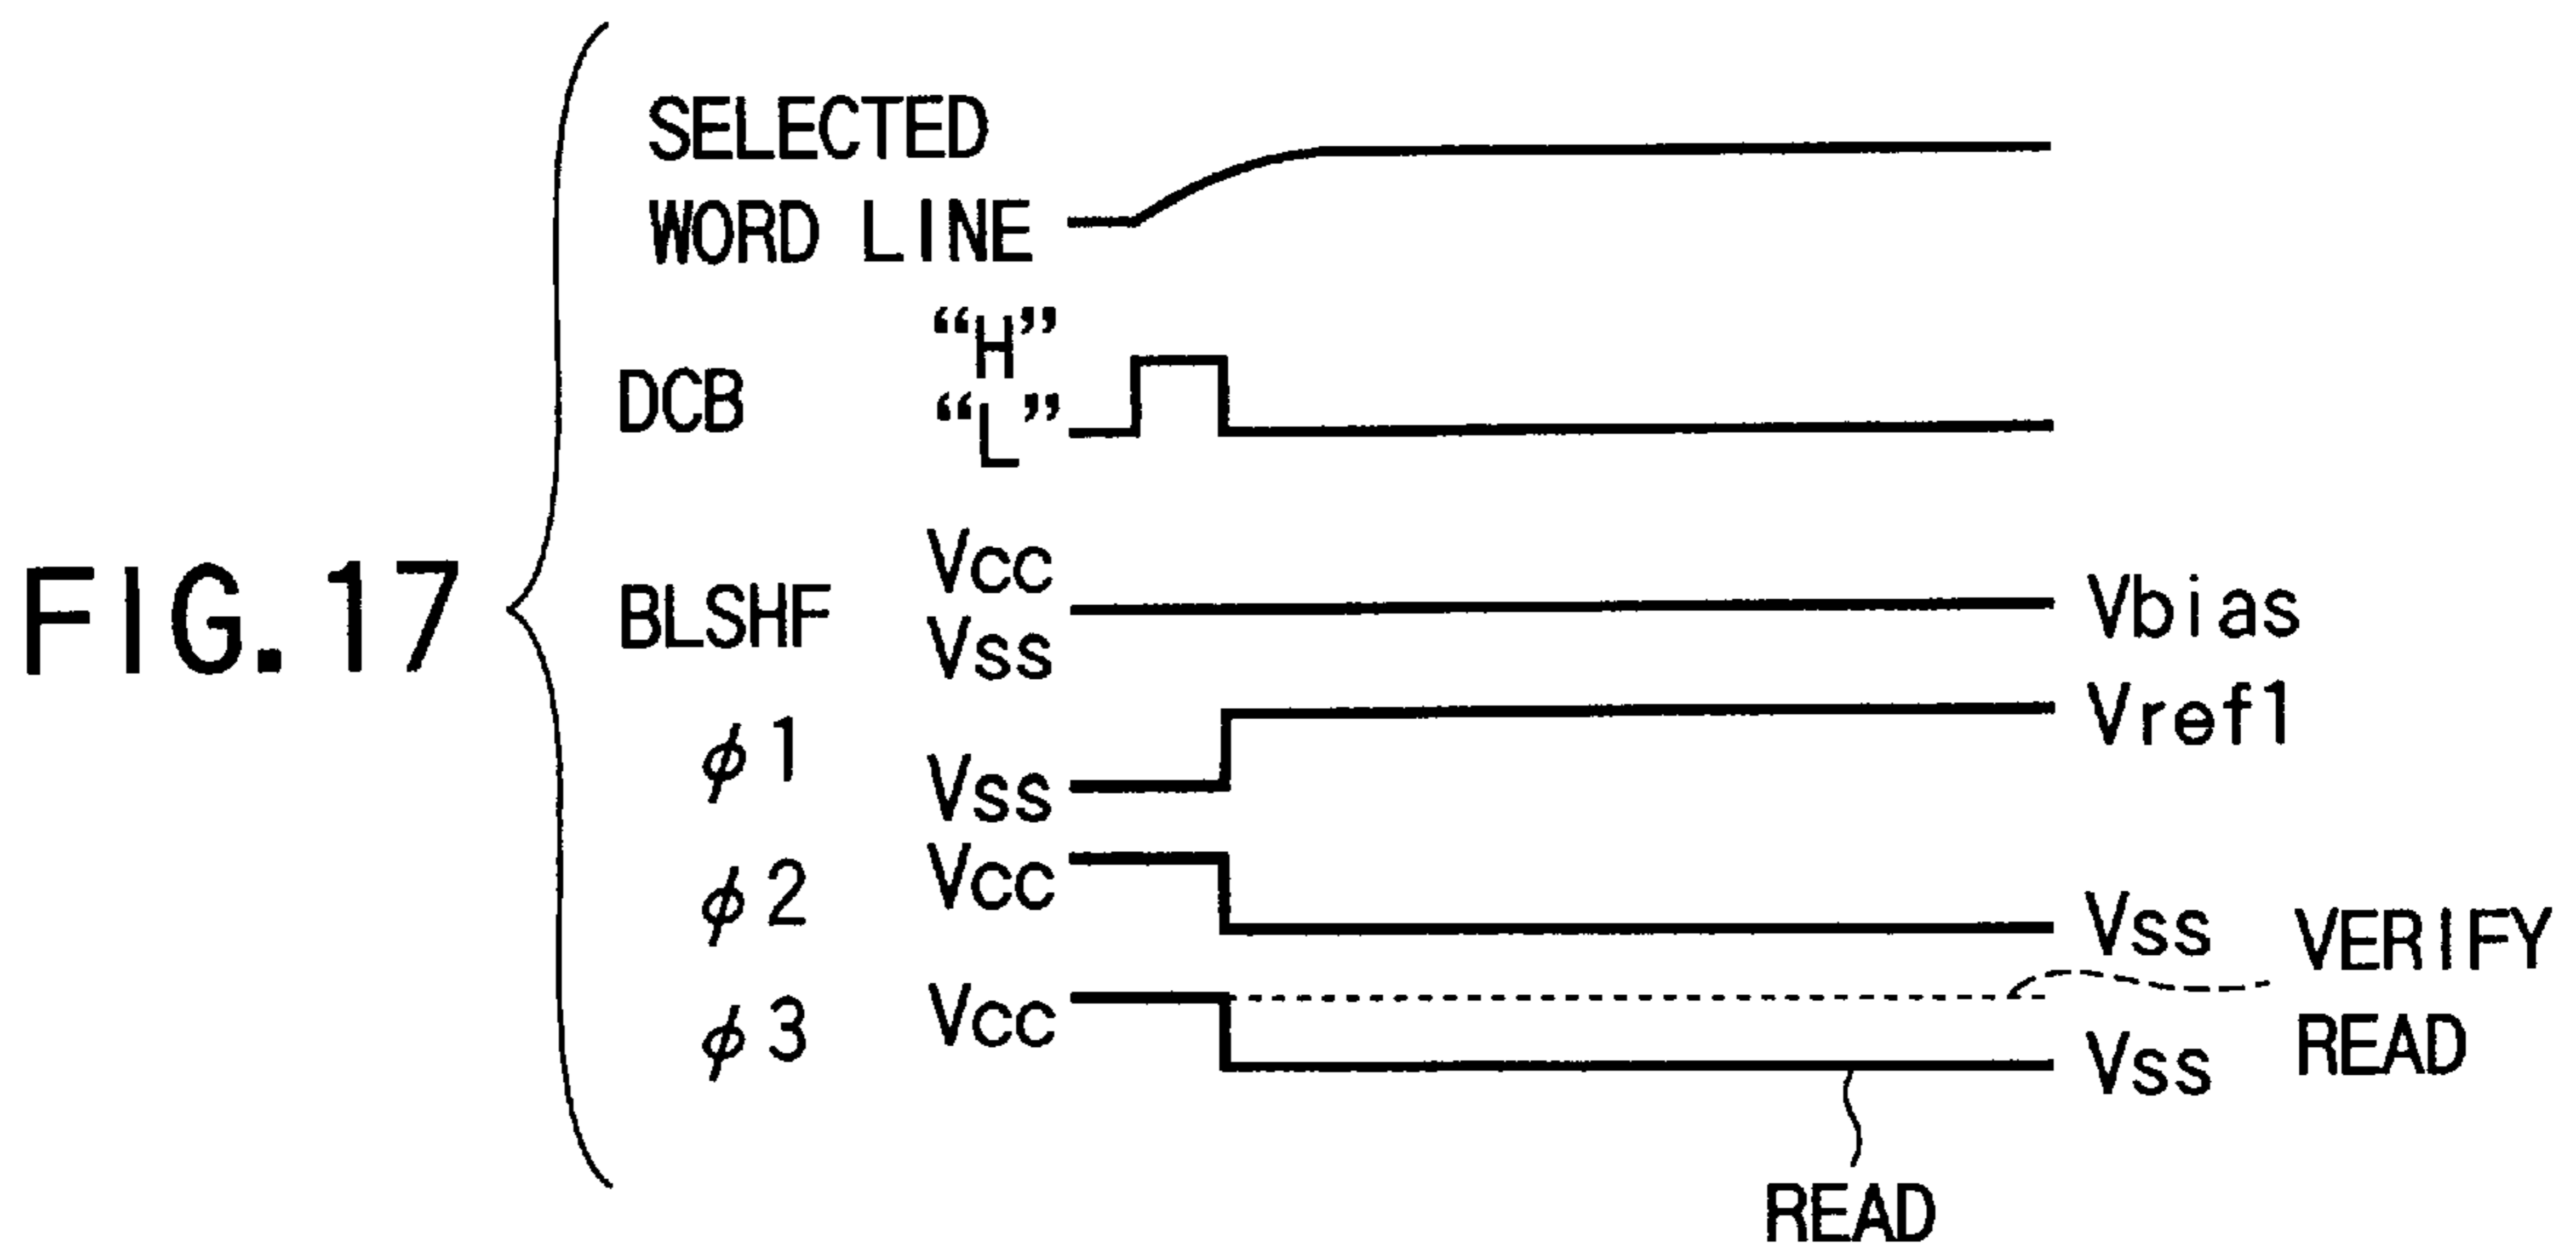 FIG.17
SELECTED
WORD LINE
DCB
“H”
“L”
BLSHF
Vcc
Vss
Vbias
φ1
Vss
Vref1
φ2
Vcc
Vss
φ3
Vcc
Vss
VERIFY
READ
READ